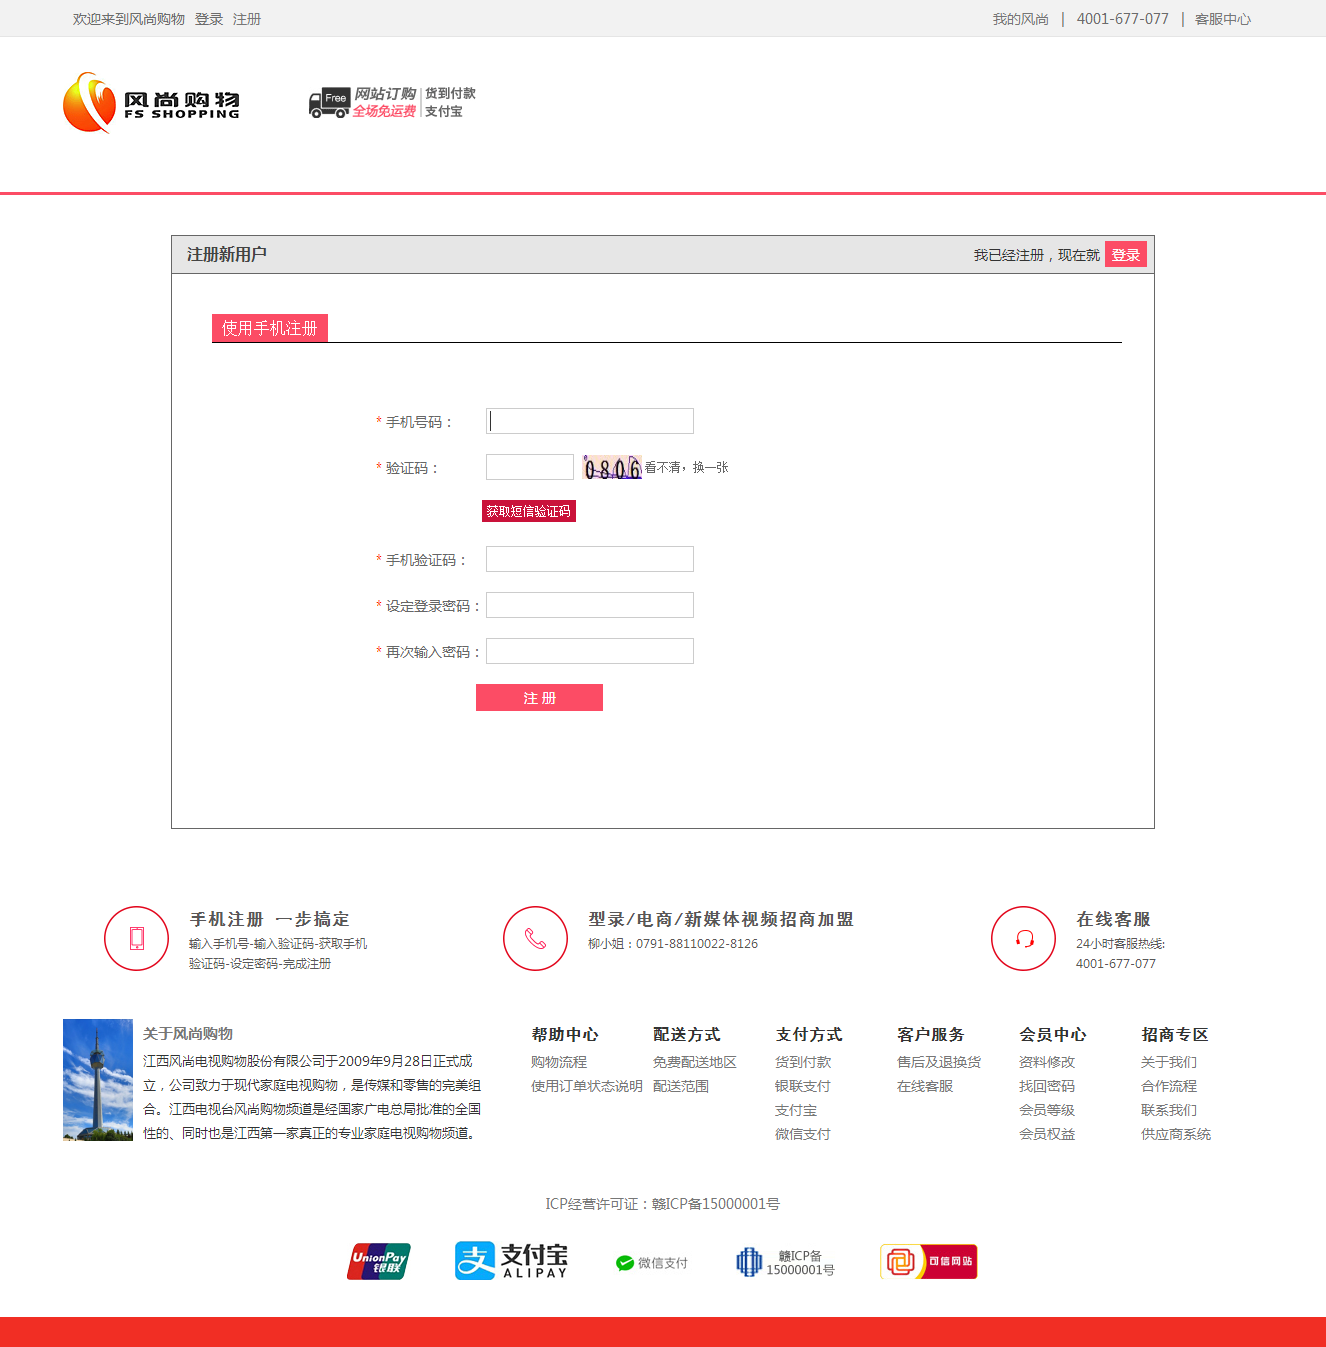 欢迎来到风尚购物 登录 注册
我的风尚 | 4001-677-077 | 客服中心
风尚购物
FS SHOPPING
Free 网站订购 全场免运费
货到付款
支付宝
注册新用户
我已经注册，现在就 登录
使用手机注册
* 手机号码：
* 验证码： 0806 看不清，换一张
获取短信验证码
* 手机验证码：
* 设定登录密码：
* 再次输入密码：
注 册
手机注册 一步搞定
输入手机号-输入验证码-获取手机
验证码-设定密码-完成注册
型录/电商/新媒体视频招商加盟
柳小姐：0791-88110022-8126
在线客服
24小时客服热线:
4001-677-077
关于风尚购物
江西风尚电视购物股份有限公司于2009年9月28日正式成
立，公司致力于现代家庭电视购物，是传媒和零售的完美组
合。江西电视台风尚购物频道是经国家广电总局批准的全国
性的、同时也是江西第一家真正的专业家庭电视购物频道。
帮助中心
购物流程
使用订单状态说明
配送方式
免费配送地区
配送范围
支付方式
货到付款
银联支付
支付宝
微信支付
客户服务
售后及退换货
在线客服
会员中心
资料修改
找回密码
会员等级
会员权益
招商专区
关于我们
合作流程
联系我们
供应商系统
ICP经营许可证：赣ICP备15000001号
UnionPay
银联
支 支付宝
ALIPAY
微信支付
赣ICP备
15000001号
可信网站